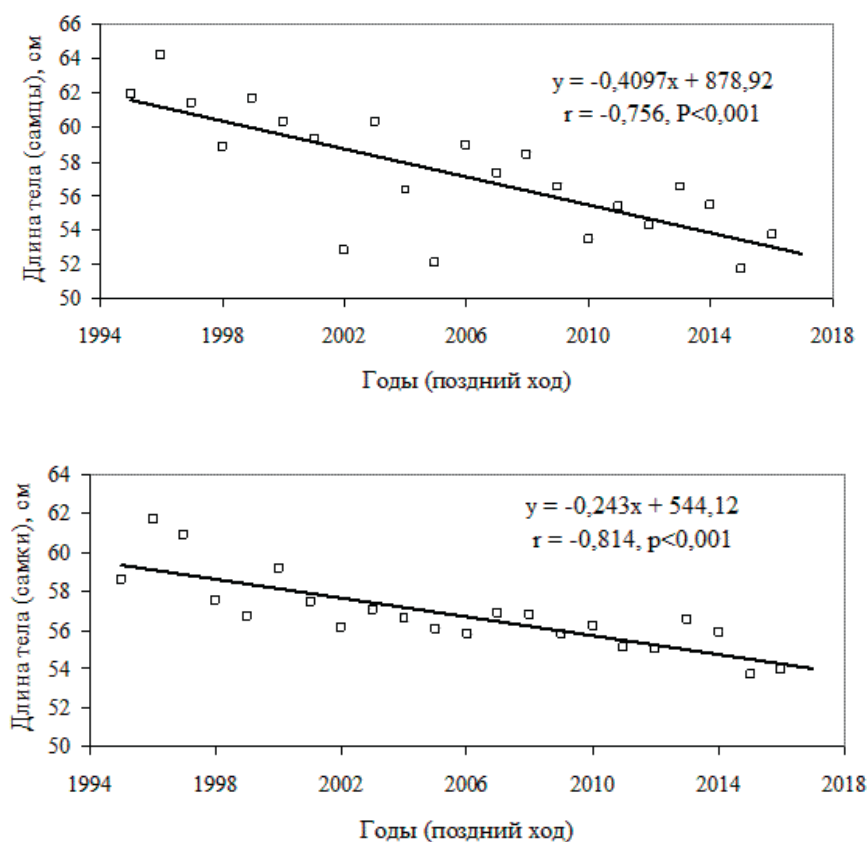 Длина тела (самцы), см
66
64
62
60
58
56
54
52
50
y = -0,4097x + 878,92
r = -0,756, P<0,001
1994 1998 2002 2006 2010 2014 2018
Годы (поздний ход)
Длина тела (самки), см
64
62
60
58
56
54
52
50
y = -0,243x + 544,12
r = -0,814, p<0,001
1994 1998 2002 2006 2010 2014 2018
Годы (поздний ход)